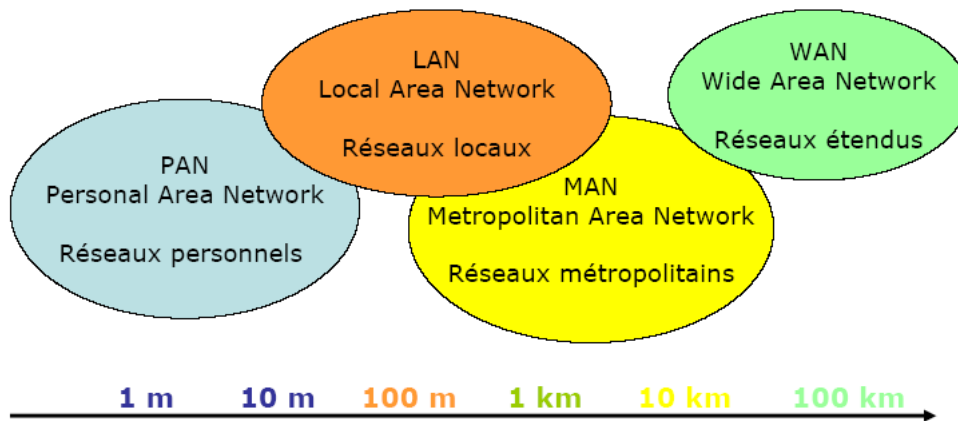 PAN
Personal Area Network
Réseaux personnels
LAN
Local Area Network
Réseaux locaux
MAN
Metropolitan Area Network
Réseaux métropolitains
WAN
Wide Area Network
Réseaux étendus
1 m 10 m 100 m 1 km 10 km 100 km